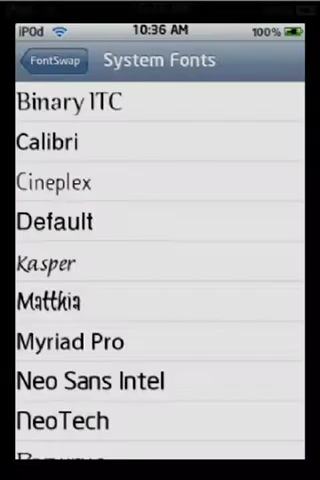 iPod 10:36 AM 100%
FontSwap System Fonts
Binary ITC
Calibri
Cineplex
Default
Kasper
Matthia
Myriad Pro
Neo Sans Intel
NeoTech